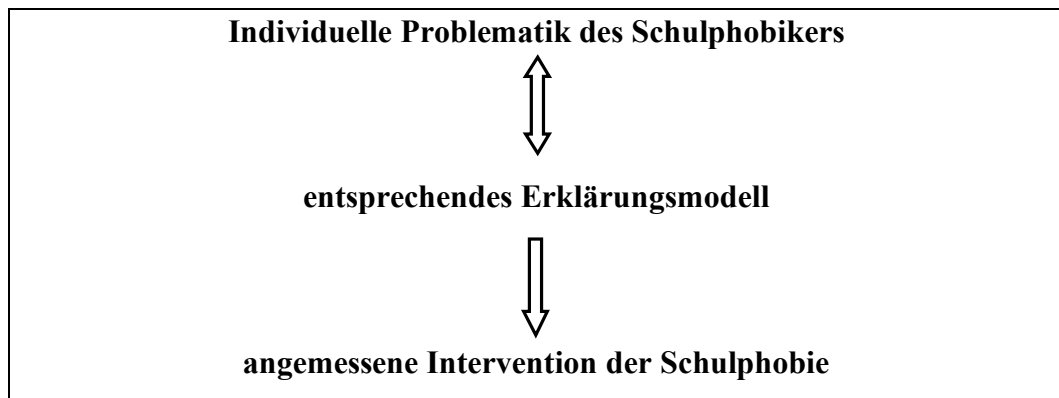 Individuelle Problematik des Schulphobikers
entsprechendes Erklärungsmodell
angemessene Intervention der Schulphobie